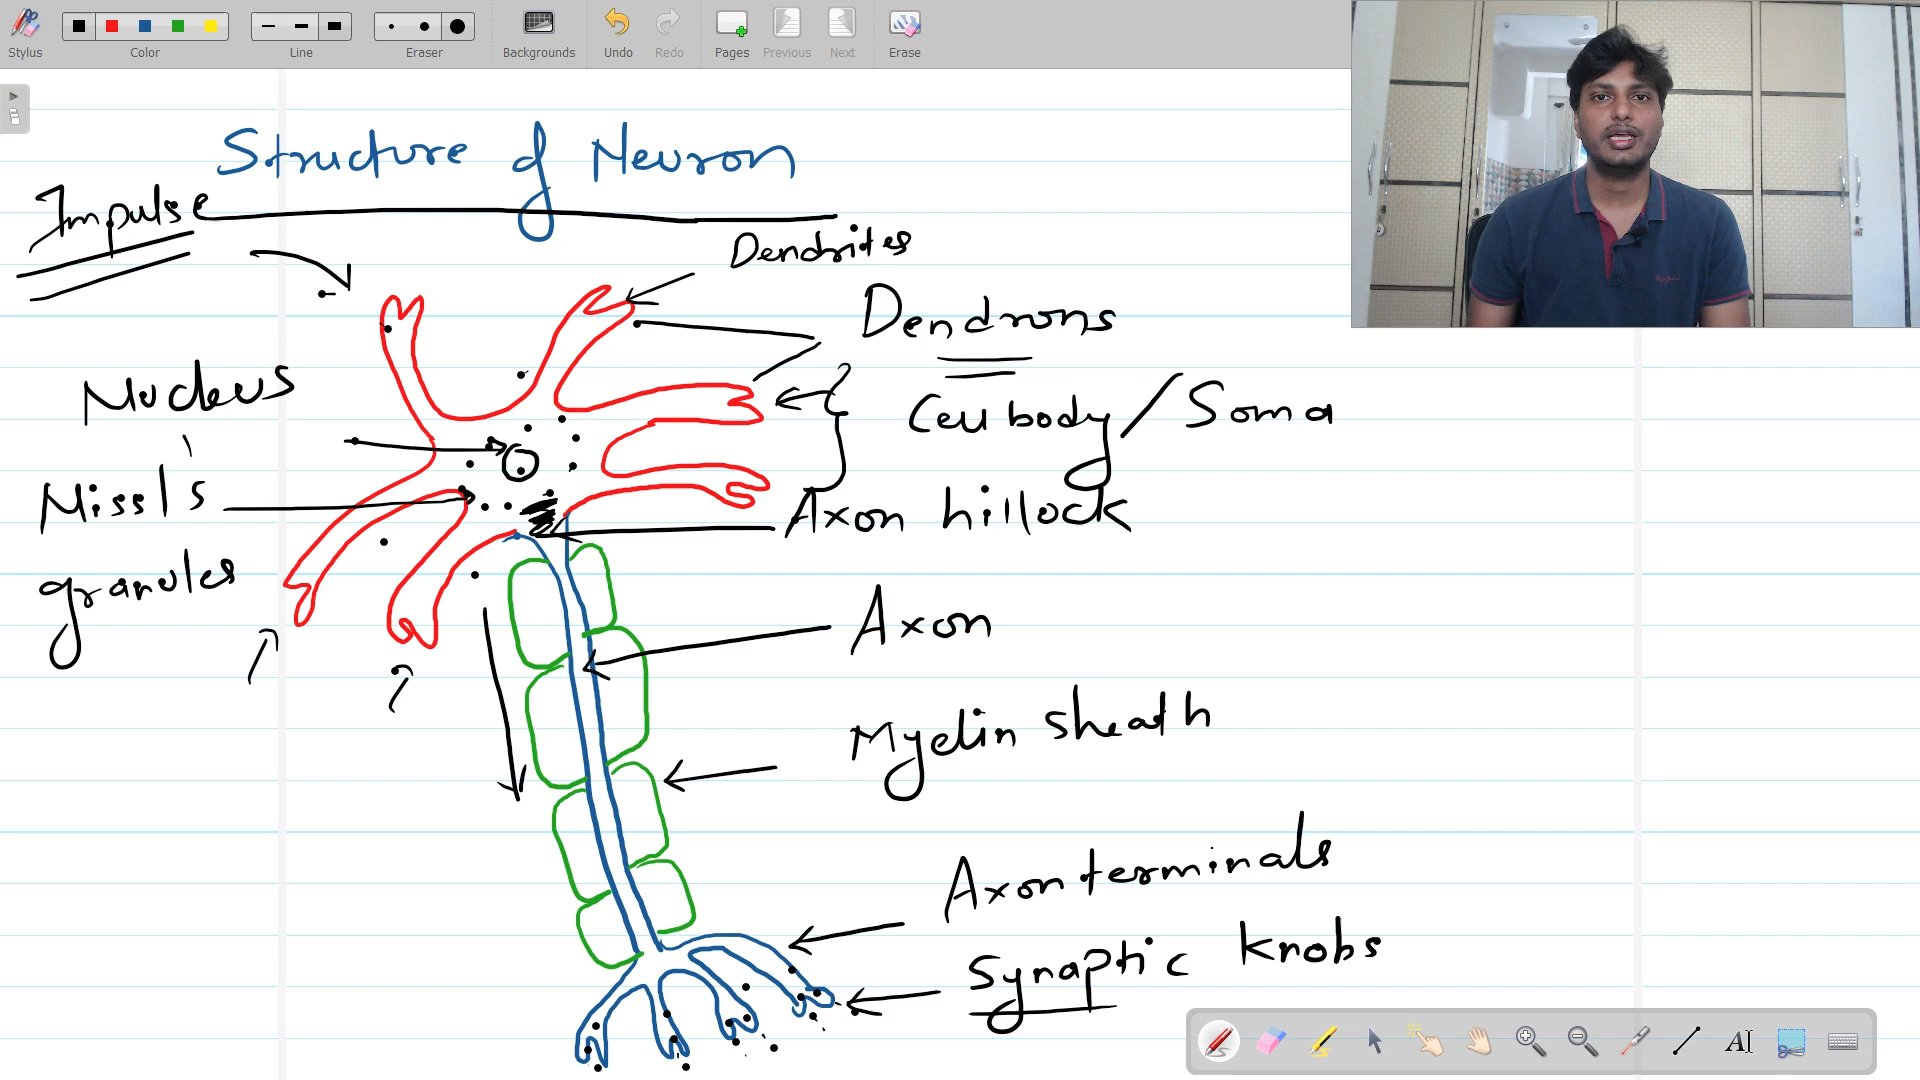 Stylus
Color
Line
Eraser
Backgrounds
Undo
Redo
Pages
Previous
Next
Erase
Structure of Neuron
Impulse
Dendrites
Dendrons
Nucleus
Cell body / Soma
Nissl's
granules
Axon hillock
Axon
Myelin sheath
Axon terminals
Synaptic knobs